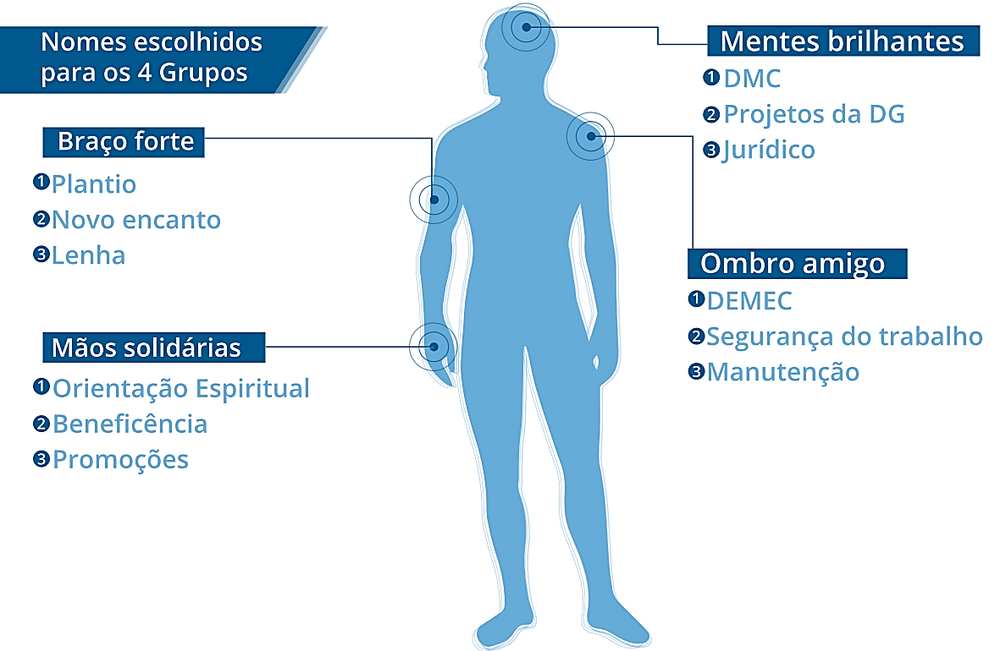 Nomes escolhidos
para os 4 Grupos
Braço forte
1 Plantio
2 Novo encanto
3 Lenha
Mãos solidárias
1 Orientação Espiritual
2 Beneficência
3 Promoções
Mentes brilhantes
1 DMC
2 Projetos da DG
3 Jurídico
Ombro amigo
1 DEMEC
2 Segurança do trabalho
3 Manutenção